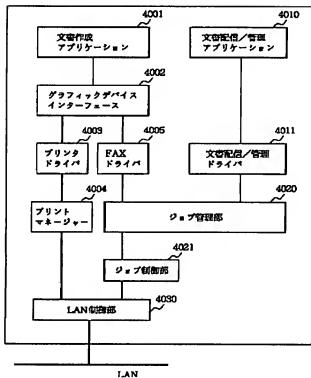 4001
文書作成
アプリケーション
4010
文書配信/管理
アプリケーション
4002
グラフィックデバイス
インターフェース
4003
プリンタ
ドライバ
4005
FAX
ドライバ
4011
文書配信/管理
ドライバ
4004
プリント
マネージャー
4020
ジョブ管理部
4021
ジョブ制御部
4030
LAN制御部
LAN